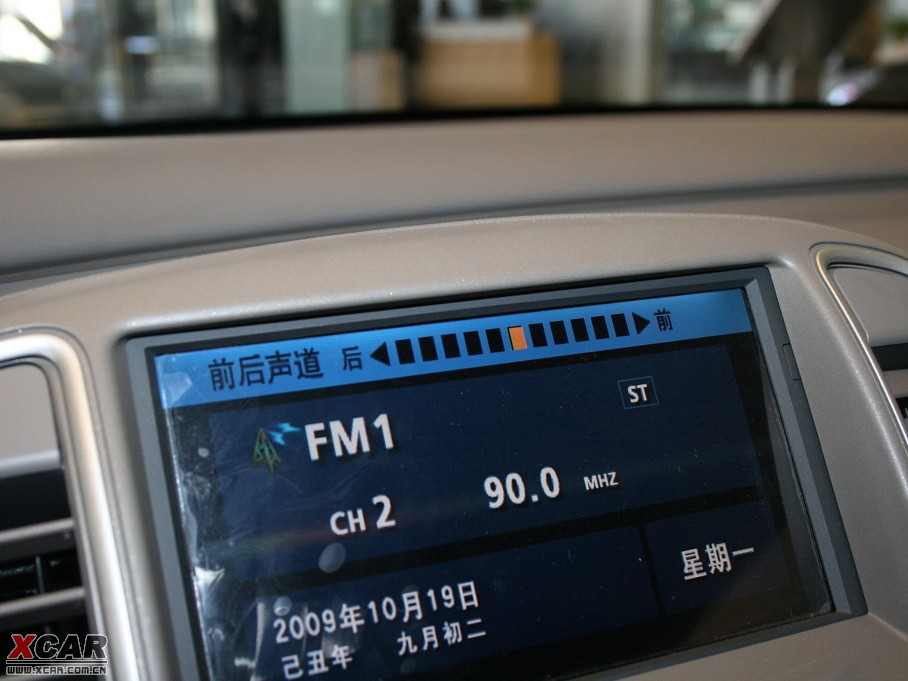 前后声道 后 前
ST
FM1
CH 2 90.0 MHZ
2009年10月19日 星期一
己丑年 九月初二
XCAR
WWW.XCAR.COM.CN